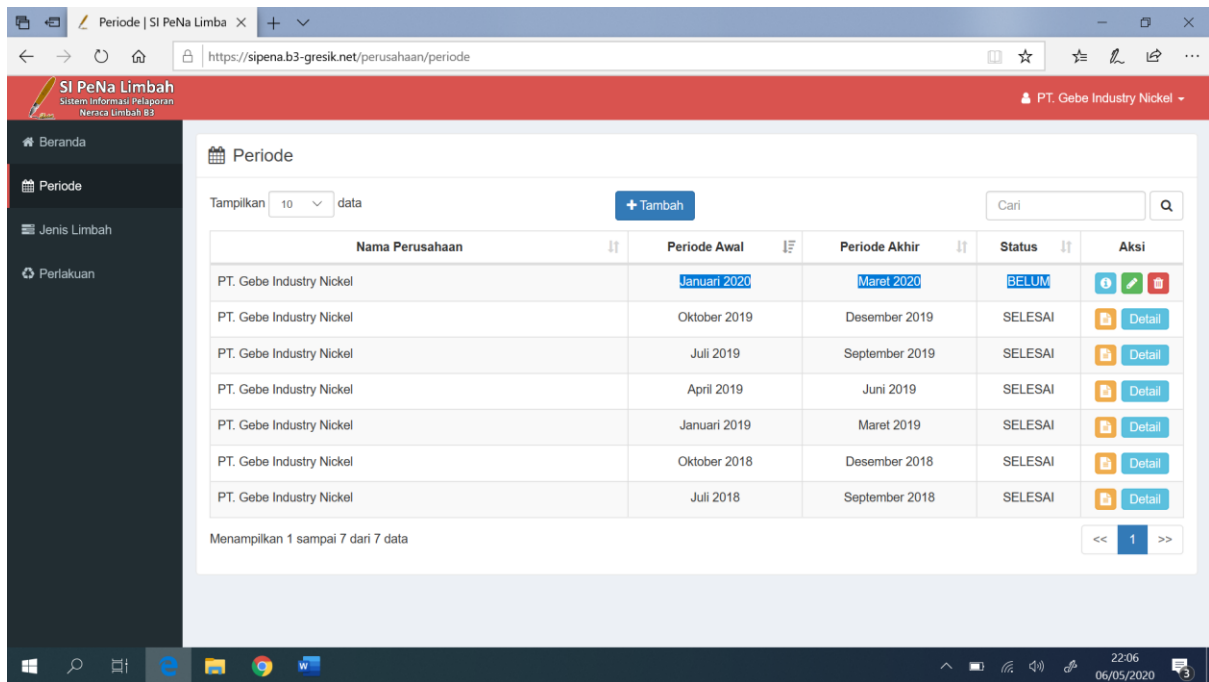 Periode | SI PeNa Limba
https://sipena.b3-gresik.net/perusahaan/periode
SI PeNa Limbah
Sistem Informasi Pelaporan
Neraca Limbah B3
PT. Gebe Industry Nickel
Beranda
Periode
Jenis Limbah
Perlakuan
Periode
Tampilkan 10 data
Tambah
Cari
Nama Perusahaan Periode Awal Periode Akhir Status Aksi
PT. Gebe Industry Nickel Januari 2020 Maret 2020 BELUM
PT. Gebe Industry Nickel Oktober 2019 Desember 2019 SELESAI Detail
PT. Gebe Industry Nickel Juli 2019 September 2019 SELESAI Detail
PT. Gebe Industry Nickel April 2019 Juni 2019 SELESAI Detail
PT. Gebe Industry Nickel Januari 2019 Maret 2019 SELESAI Detail
PT. Gebe Industry Nickel Oktober 2018 Desember 2018 SELESAI Detail
PT. Gebe Industry Nickel Juli 2018 September 2018 SELESAI Detail
Menampilkan 1 sampai 7 dari 7 data
<< 1 >>
22:06
06/05/2020
3